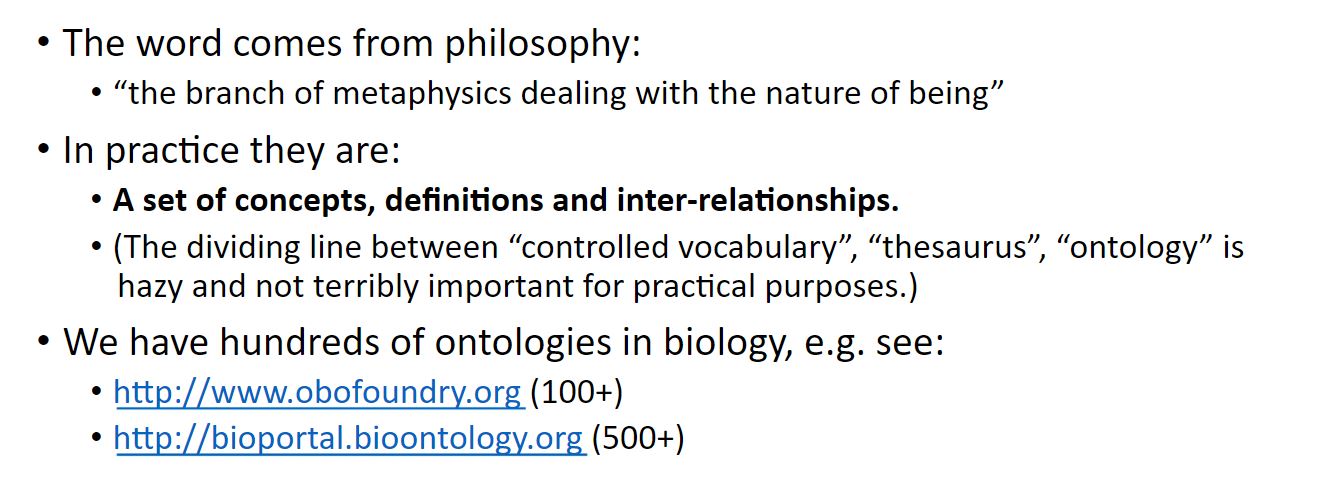 • The word comes from philosophy:
• “the branch of metaphysics dealing with the nature of being”
• In practice they are:
• A set of concepts, definitions and inter-relationships.
• (The dividing line between “controlled vocabulary”, “thesaurus”, “ontology” is
hazy and not terribly important for practical purposes.)
• We have hundreds of ontologies in biology, e.g. see:
• http://www.obofoundry.org (100+)
• http://bioportal.bioontology.org (500+)